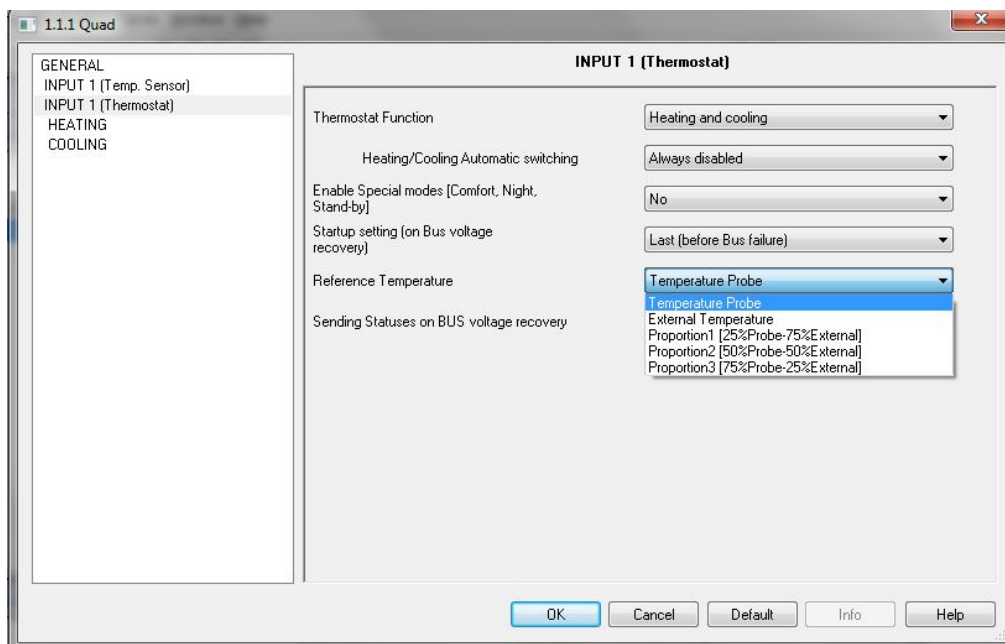 1.1.1 Quad
GENERAL
INPUT 1 (Temp. Sensor)
INPUT 1 (Thermostat)
HEATING
COOLING
INPUT 1 (Thermostat)
Thermostat Function
Heating and cooling
Heating/Cooling Automatic switching
Always disabled
Enable Special modes [Comfort, Night,
Stand-by]
No
Startup setting (on Bus voltage
recovery)
Last (before Bus failure)
Reference Temperature
Temperature Probe
Temperature Probe
External Temperature
Proportion1 [25%Probe-75%External]
Proportion2 [50%Probe-50%External]
Proportion3 [75%Probe-25%External]
Sending Statuses on BUS voltage recovery
OK
Cancel
Default
Info
Help